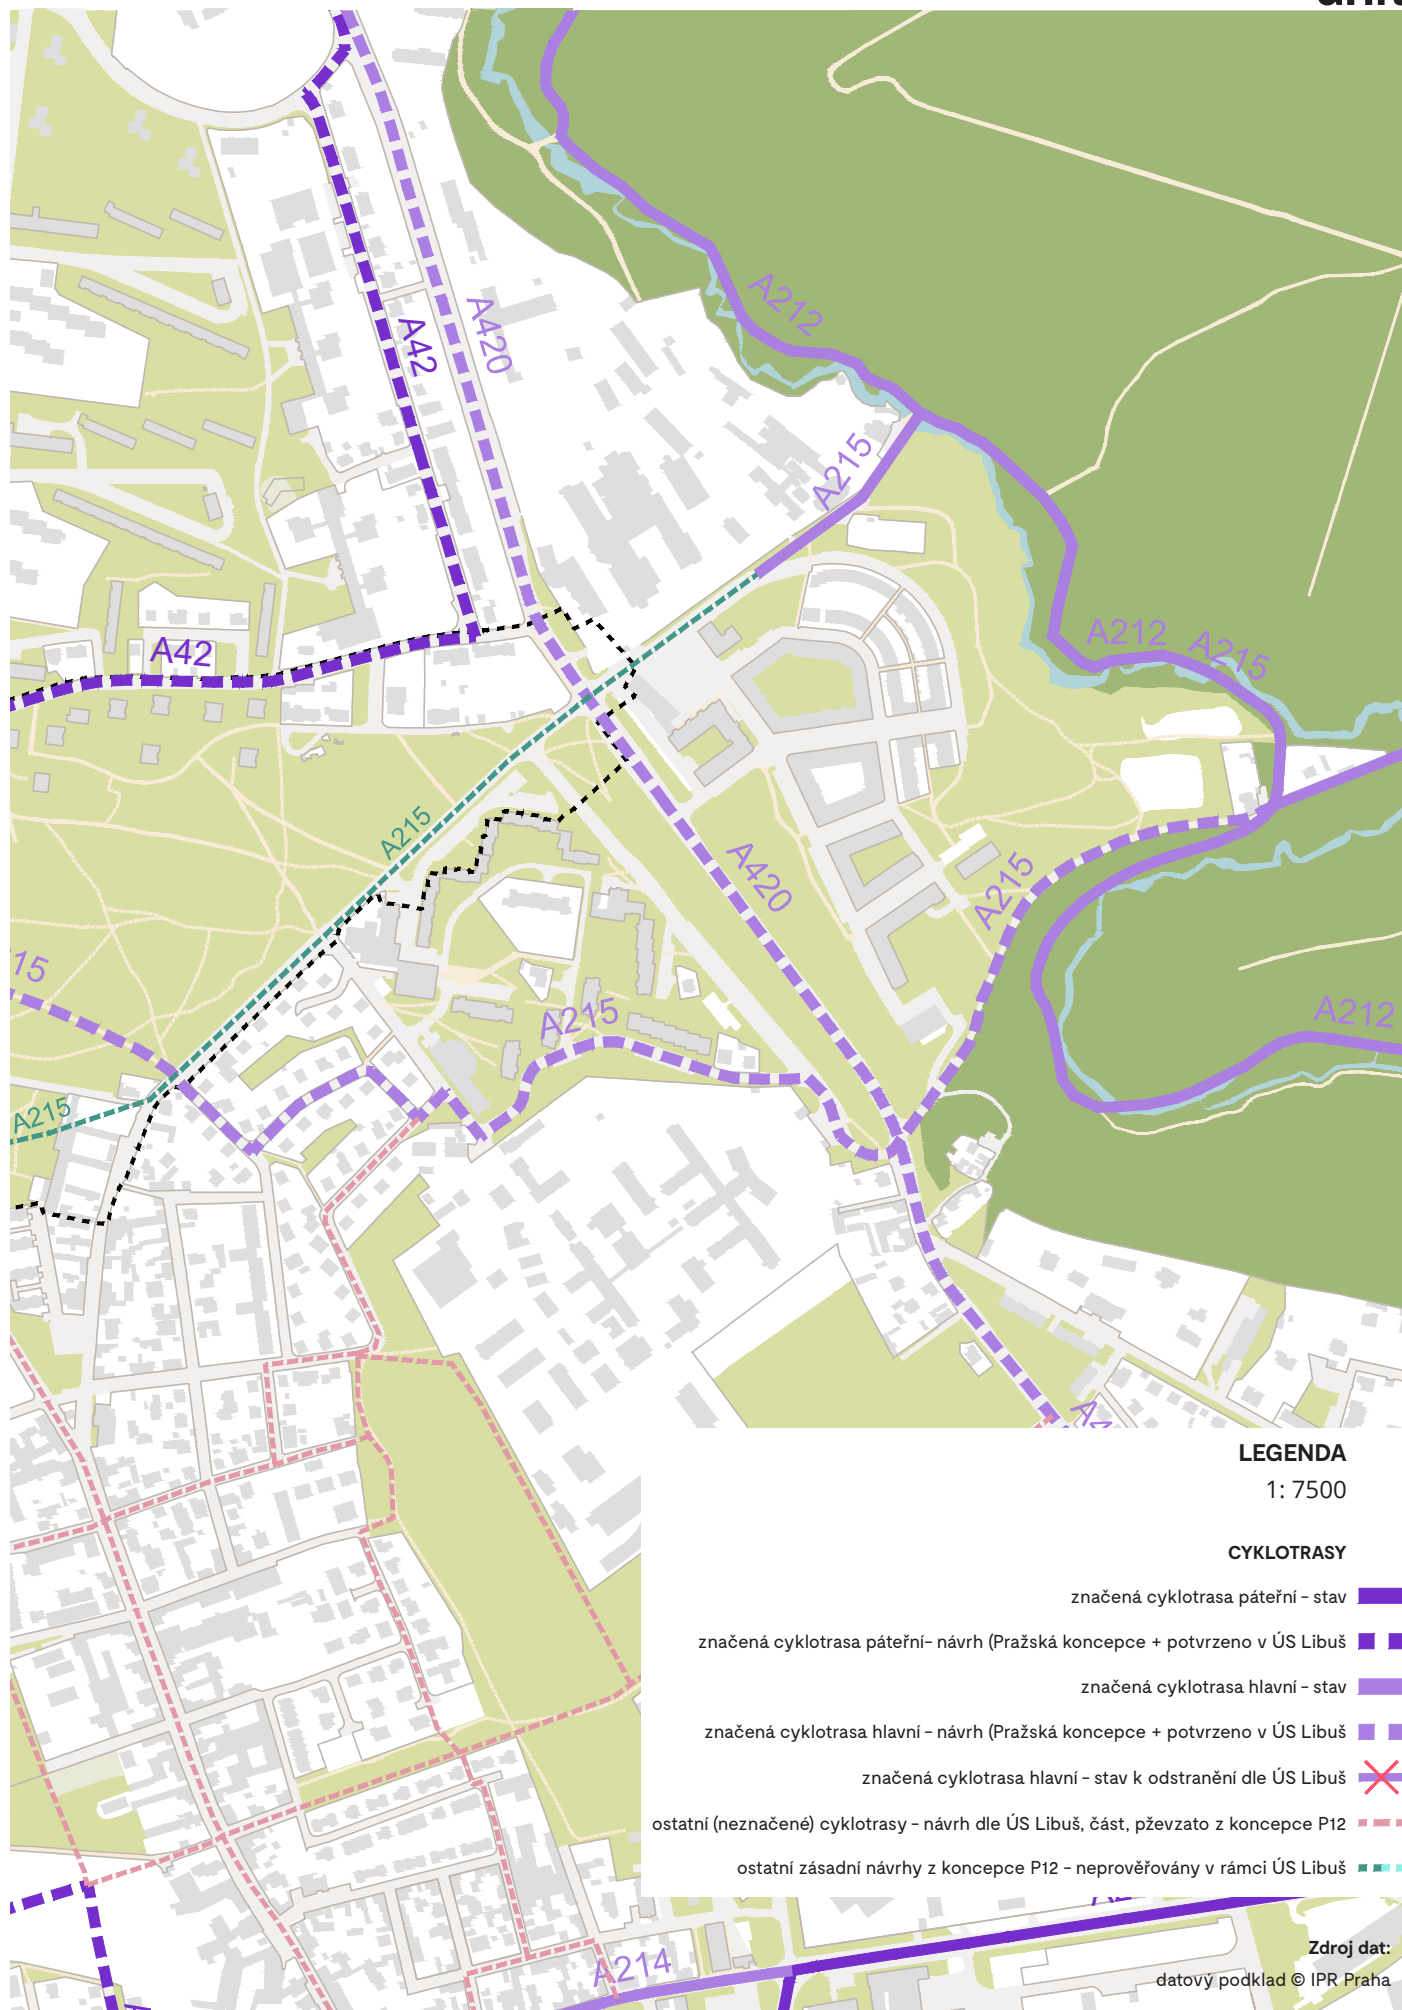 A212
A420
A42
A215
A212
A215
A42
A215
A420
A215
15
A212
A215
A215
LEGENDA
1: 7500
CYKLOTRASY
značená cyklotrasa páteřní - stav
značená cyklotrasa páteřní- návrh (Pražská koncepce + potvrzeno v ÚS Libuš
značená cyklotrasa hlavní - stav
značená cyklotrasa hlavní - návrh (Pražská koncepce + potvrzeno v ÚS Libuš
značená cyklotrasa hlavní - stav k odstranění dle ÚS Libuš
ostatní (neznačené) cyklotrasy - návrh dle ÚS Libuš, část, pževzato z koncepce P12
ostatní zásadní návrhy z koncepce P12 - neprověřovány v rámci ÚS Libuš
A214
Zdroj dat:
datový podklad © IPR Praha